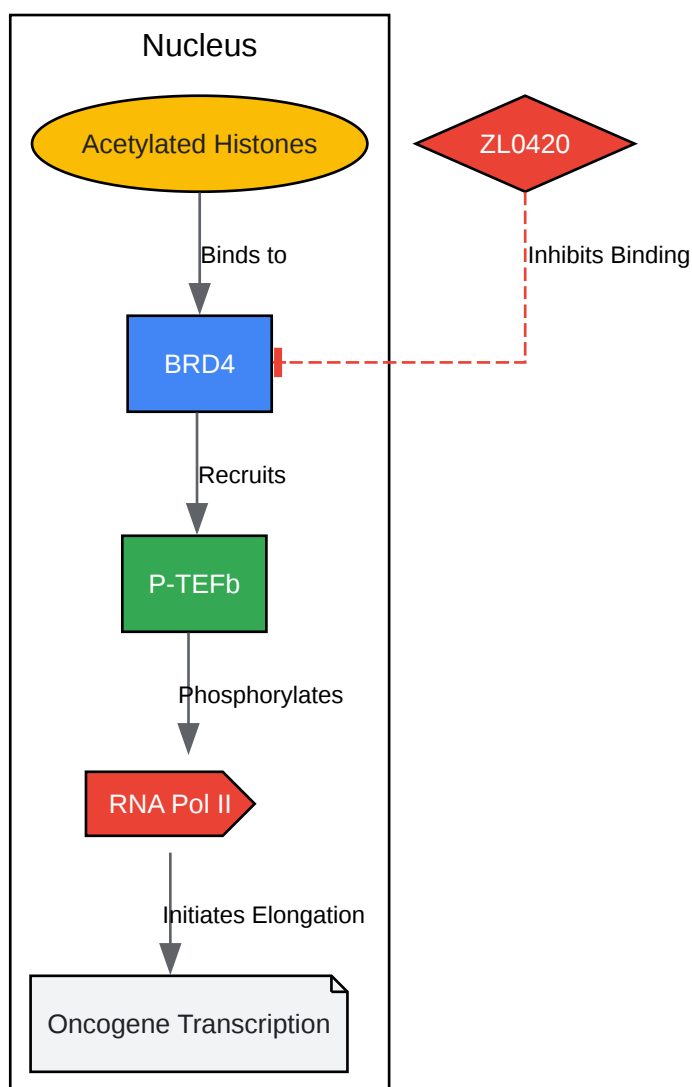 Nucleus
Acetylated Histones
ZL0420
Binds to
Inhibits Binding
BRD4
Recruits
P-TEFb
Phosphorylates
RNA Pol II
Initiates Elongation
Oncogene Transcription